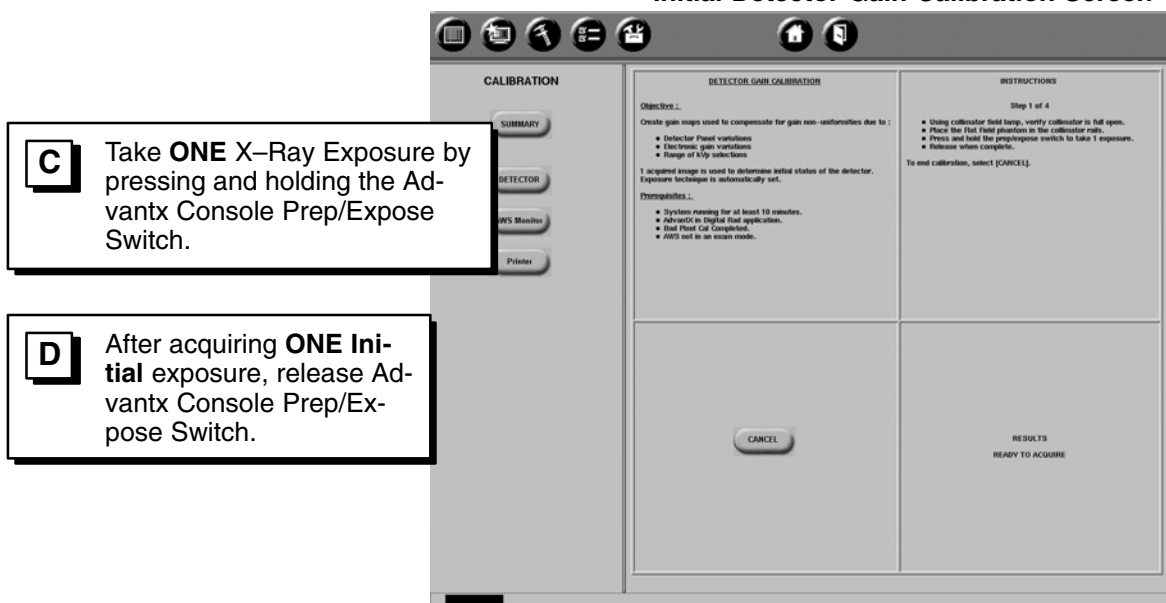 Initial Detector Gain Calibration Screen
CALIBRATION
SUMMARY
DETECTOR
AWS Monitor
Printer
C
Take ONE X–Ray Exposure by
pressing and holding the Ad-
vantx Console Prep/Expose
Switch.
D
After acquiring ONE Ini-
tial exposure, release Ad-
vantx Console Prep/Ex-
pose Switch.
DETECTOR GAIN CALIBRATION
Objective :
Create gain maps used to compensate for gain non-uniformities due to :
• Detector Panel variations
• Electronic gain variations
• Range of kVp selections
1 acquired image is used to determine initial status of the detector.
Exposure technique is automatically set.
Prerequisites :
• System running for at least 10 minutes.
• AdvantX in Digital Rad application.
• Bad Pixel Cal Completed.
• AWS not in an exam mode.
INSTRUCTIONS
Step 1 of 4
• Using collimator field lamp, verify collimator is full open.
• Place the Flat Field phantom in the collimator rails.
• Press and hold the prep/expose switch to take 1 exposure.
• Release when complete.
To end calibration, select [CANCEL].
CANCEL
RESULTS
READY TO ACQUIRE